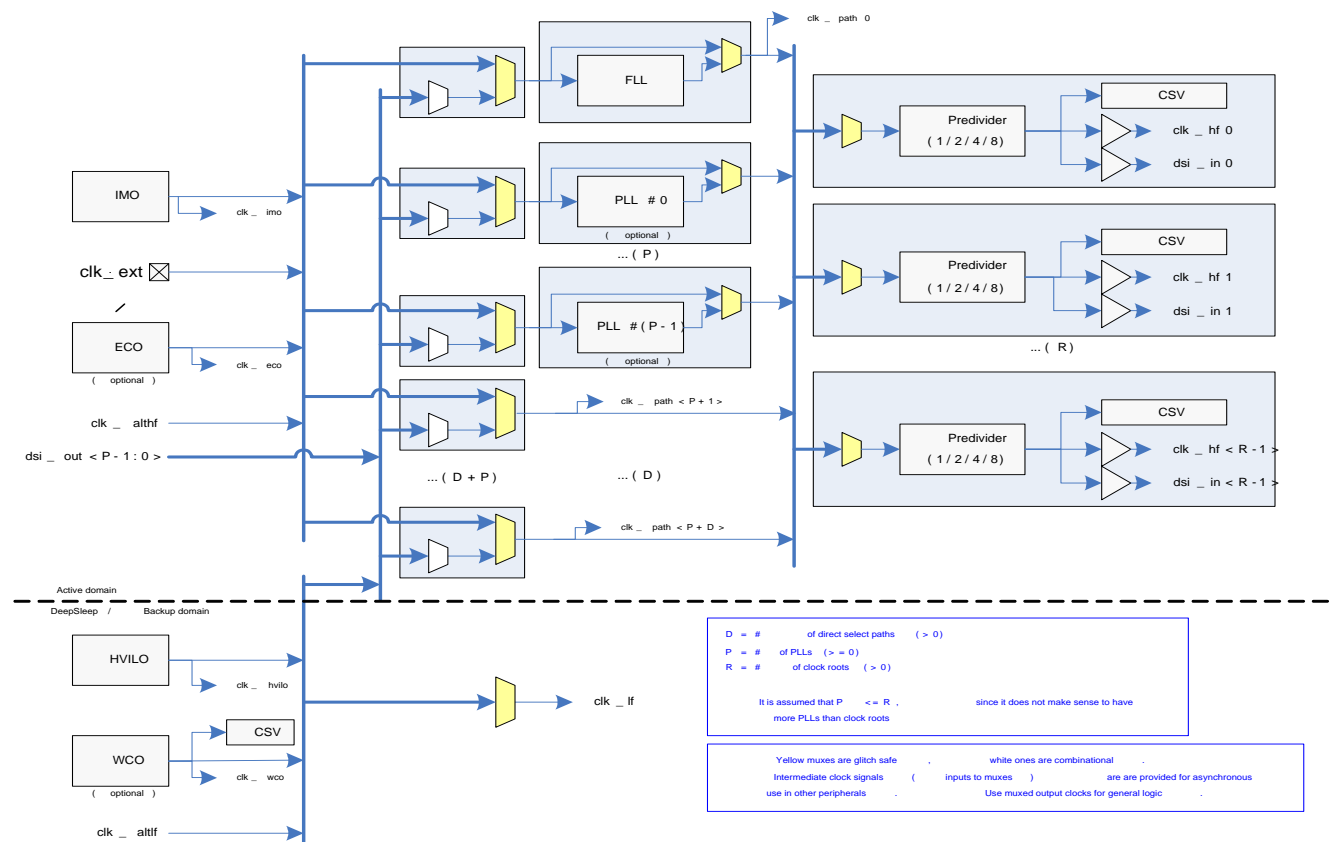 clk _ path 0
FLL
CSV
Predivider
( 1 / 2 / 4 / 8 )
clk _ hf 0
dsi _ in 0
IMO
clk _ imo
PLL # 0
( optional )
... ( P )
clk _ ext
CSV
Predivider
( 1 / 2 / 4 / 8 )
clk _ hf 1
dsi _ in 1
ECO
( optional )
clk _ eco
PLL # ( P - 1 )
( optional )
... ( R )
clk _ althf
dsi _ out < P - 1 : 0 >
clk _ path < P + 1 >
... ( D + P )
... ( D )
CSV
Predivider
( 1 / 2 / 4 / 8 )
clk _ hf < R - 1 >
dsi _ in < R - 1 >
clk _ path < P + D >
Active domain
DeepSleep / Backup domain
HVILO
clk _ hvilo
clk _ lf
CSV
WCO
( optional )
clk _ wco
clk _ altlf
D = # of direct select paths ( > 0 )
P = # of PLLs ( > = 0 )
R = # of clock roots ( > 0 )
It is assumed that P < = R , since it does not make sense to have
more PLLs than clock roots
Yellow muxes are glitch safe , white ones are combinational .
Intermediate clock signals ( inputs to muxes ) are are provided for asynchronous
use in other peripherals . Use muxed output clocks for general logic .